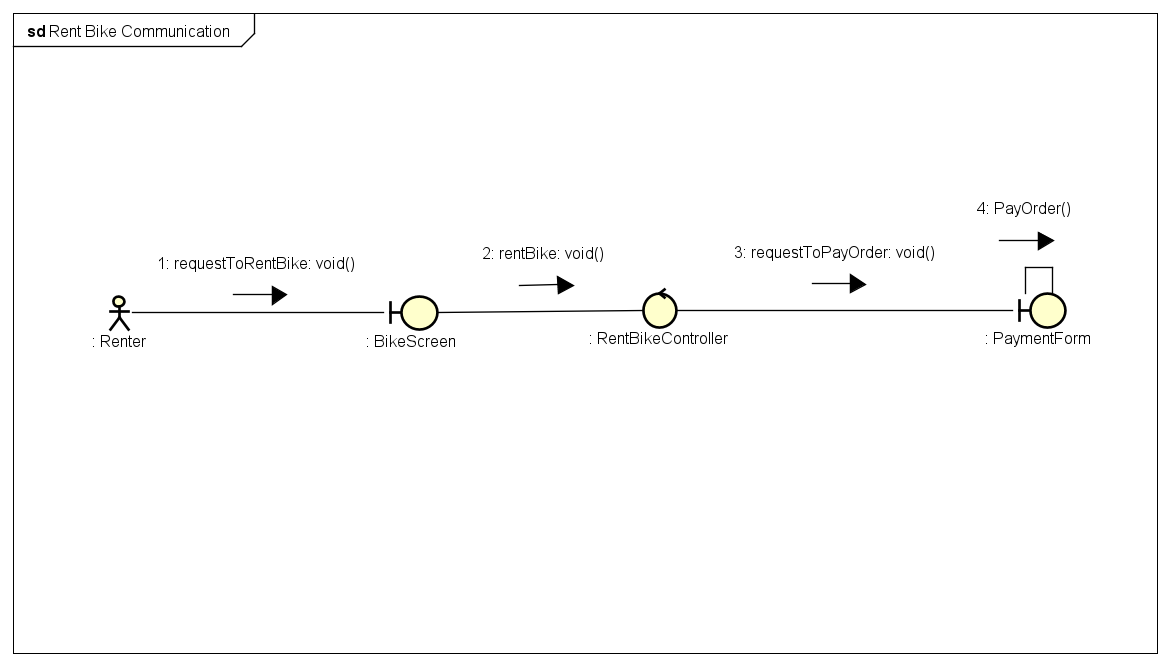 sd Rent Bike Communication
4: PayOrder()
1: requestToRentBike: void()
2: rentBike: void()
3: requestToPayOrder: void()
: Renter
: BikeScreen
: RentBikeController
: PaymentForm